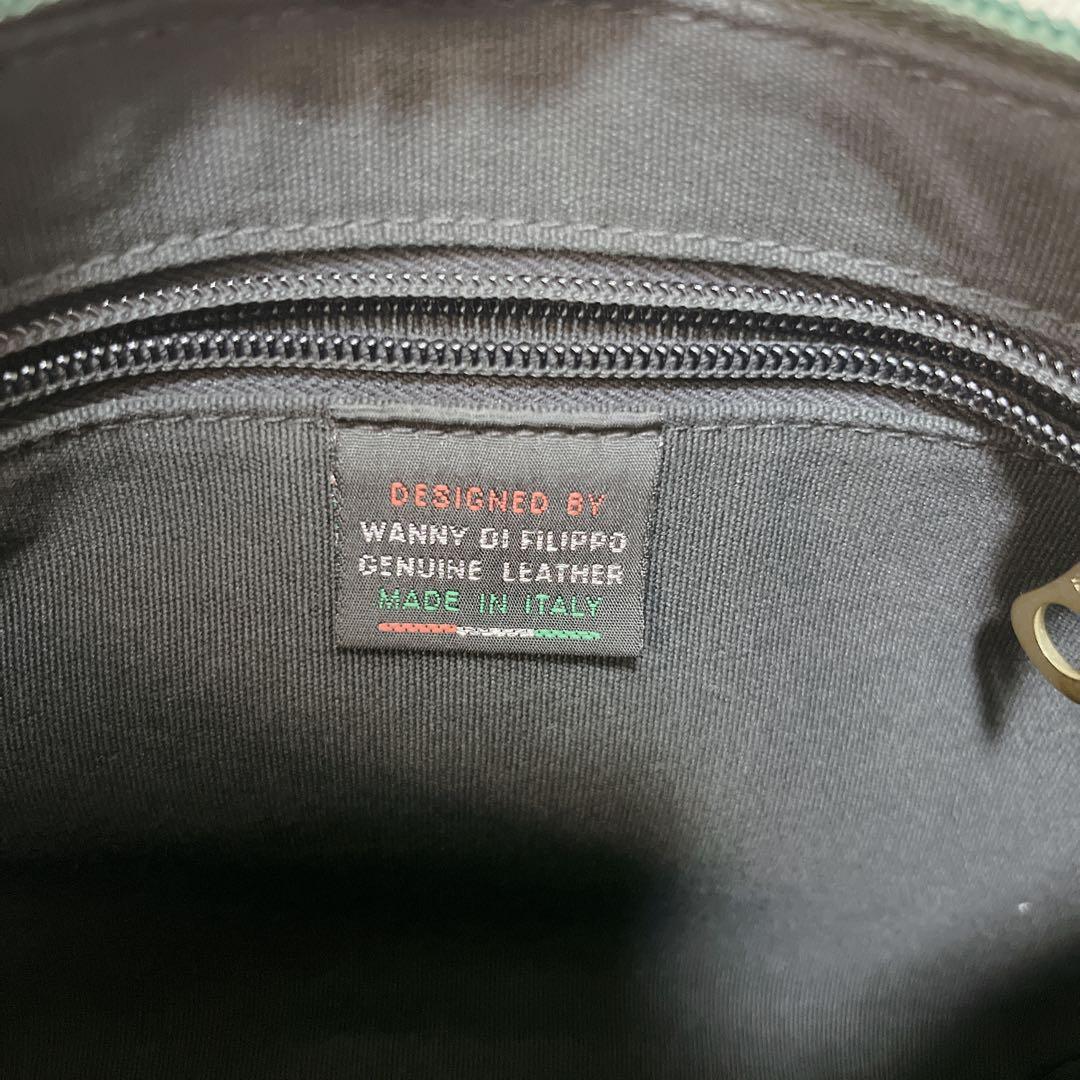 DESIGNED BY
WANNY DI FILIPPO
GENUINE LEATHER
MADE IN ITALY